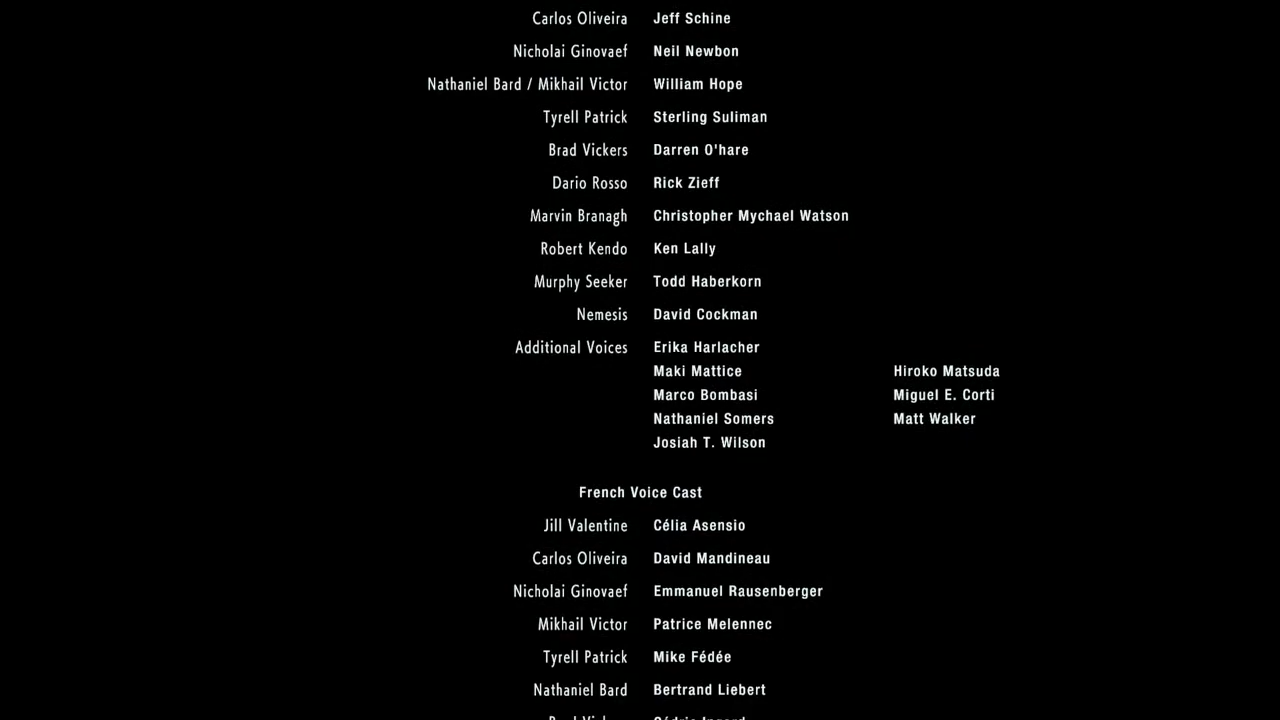 Carlos Oliveira Jeff Schine
Nicholai Ginovaef Neil Newbon
Nathaniel Bard / Mikhail Victor William Hope
Tyrell Patrick Sterling Suliman
Brad Vickers Darren O'hare
Dario Rosso Rick Zieff
Marvin Branagh Christopher Mychael Watson
Robert Kendo Ken Lally
Murphy Seeker Todd Haberkorn
Nemesis David Cockman
Additional Voices Erika Harlacher
Maki Mattice Hiroko Matsuda
Marco Bombasi Miguel E. Corti
Nathaniel Somers Matt Walker
Josiah T. Wilson
French Voice Cast
Jill Valentine Célia Asensio
Carlos Oliveira David Mandineau
Nicholai Ginovaef Emmanuel Rausenberger
Mikhail Victor Patrice Melennec
Tyrell Patrick Mike Fédée
Nathaniel Bard Bertrand Liebert